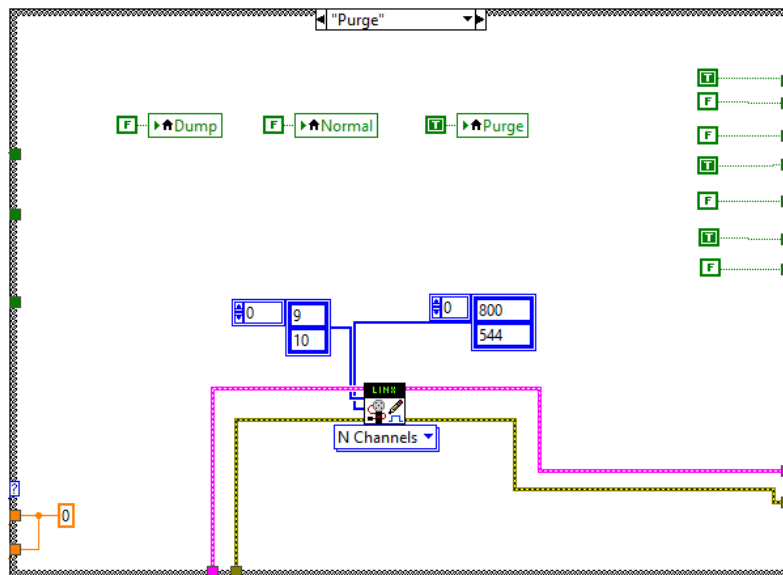 "Purge"
T
F
F Dump
F Normal
T Purge
F
T
F
T
F
0
9
10
0
800
544
LINX
N Channels
?
0